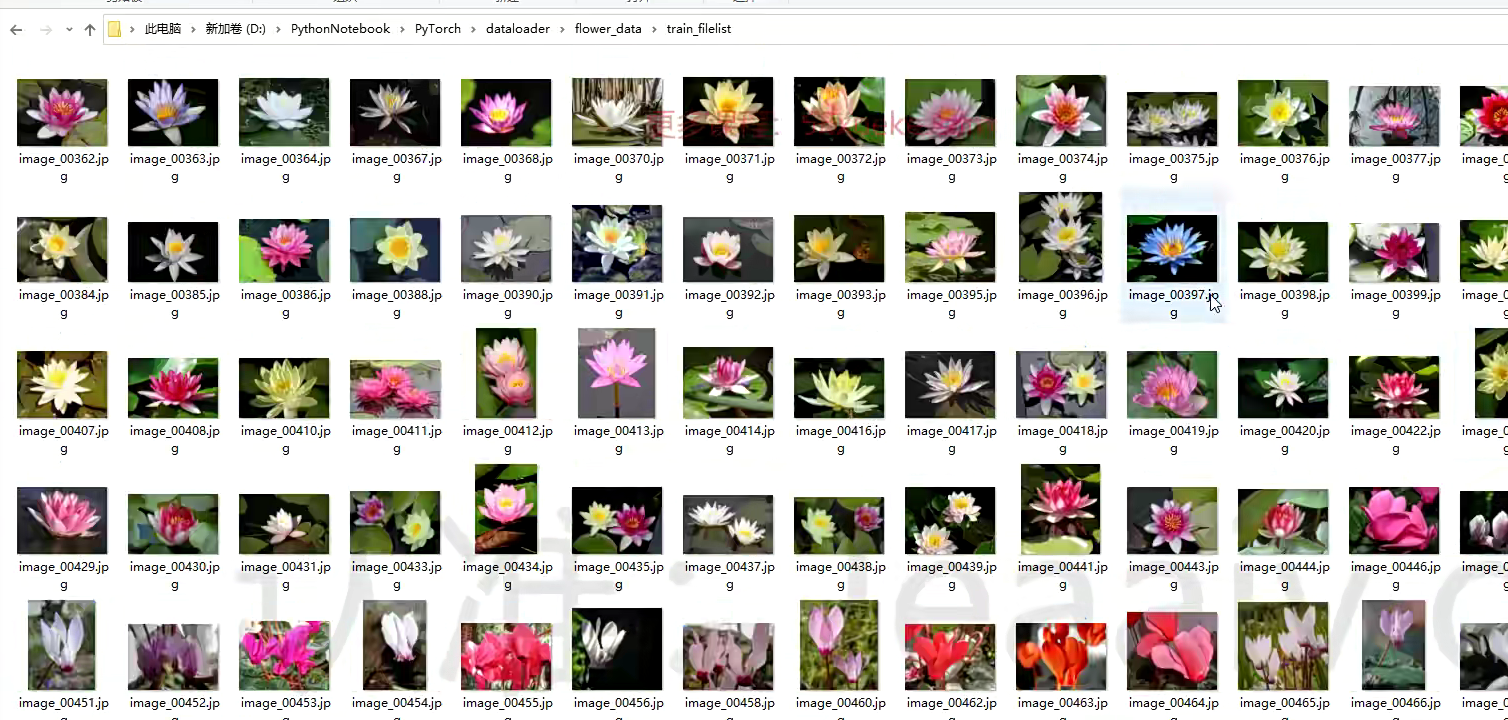 此电脑 › 新加卷 (D:) › PythonNotebook › PyTorch › dataloader › flower_data › train_filelist
image_00362.jpg image_00363.jpg image_00364.jpg image_00367.jpg image_00368.jpg image_00370.jpg image_00371.jpg image_00372.jpg image_00373.jpg image_00374.jpg image_00375.jpg image_00376.jpg image_00377.jpg
image_00384.jpg image_00385.jpg image_00386.jpg image_00388.jpg image_00390.jpg image_00391.jpg image_00392.jpg image_00393.jpg image_00395.jpg image_00396.jpg image_00397.jpg image_00398.jpg image_00399.jpg
image_00407.jpg image_00408.jpg image_00410.jpg image_00411.jpg image_00412.jpg image_00413.jpg image_00414.jpg image_00416.jpg image_00417.jpg image_00418.jpg image_00419.jpg image_00420.jpg image_00422.jpg
image_00429.jpg image_00430.jpg image_00431.jpg image_00433.jpg image_00434.jpg image_00435.jpg image_00437.jpg image_00438.jpg image_00439.jpg image_00441.jpg image_00443.jpg image_00444.jpg image_00446.jpg
image_00451.jpg image_00452.jpg image_00453.jpg image_00454.jpg image_00455.jpg image_00456.jpg image_00458.jpg image_00460.jpg image_00462.jpg image_00463.jpg image_00464.jpg image_00465.jpg image_00466.jpg